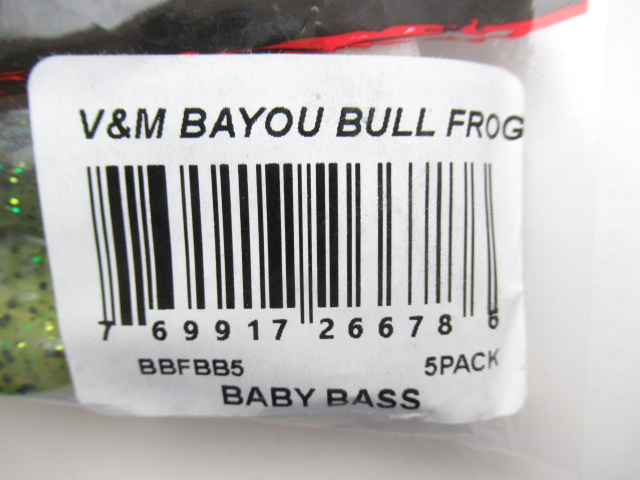 V&M BAYOU BULL FROG
7 69917 26678 6
BBFBB5 5PACK
BABY BASS